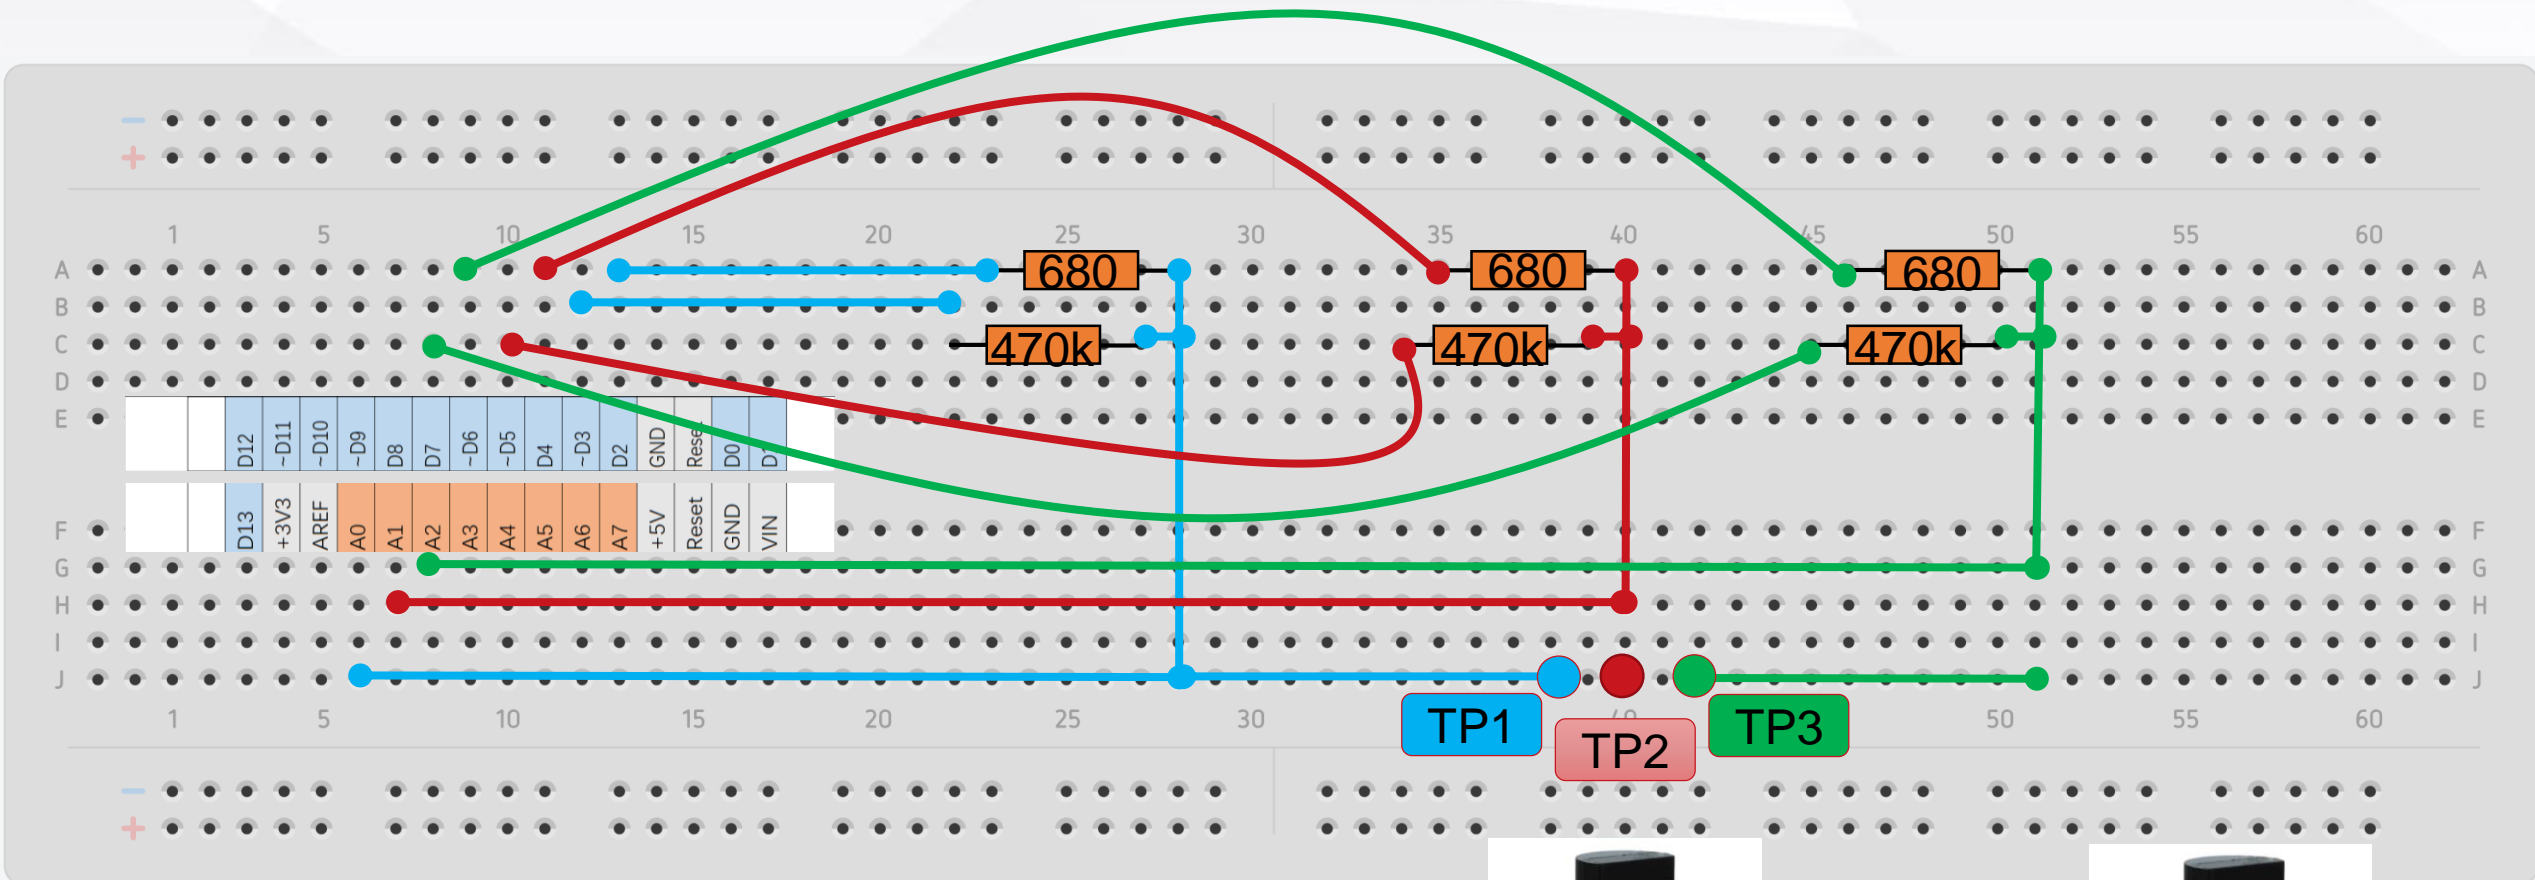 − 
+
1 5 10 15 20 25 30 35 40 45 50 55 60
A 680 680 680 A
B B
C 470k 470k 470k C
D D
E E
D12 ~D11 ~D10 ~D9 D8 D7 ~D6 ~D5 D4 ~D3 D2 GND D0
D13 +3V3 AREF A0 A1 A2 A3 A4 A5 A6 A7 +5V Reset GND VIN
F F
G G
H H
I I
J J
1 5 10 15 20 25 30 40 50 55 60
TP1 TP2 TP3
−
+